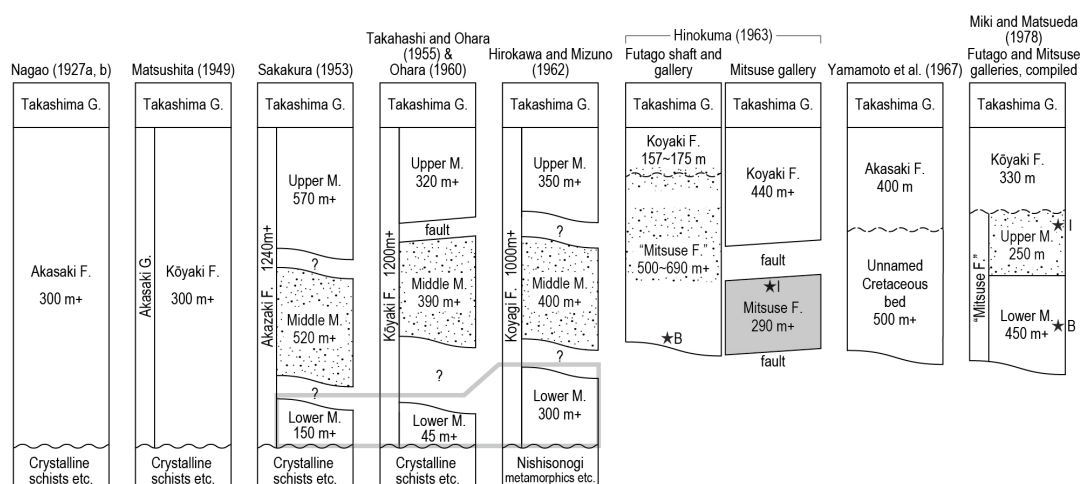 Nagao (1927a, b)
Takashima G.
Akasaki F.
300 m+
Crystalline
schists etc.
Matsushita (1949)
Takashima G.
Akasaki G.
Kōyaki F.
300 m+
Crystalline
schists etc.
Sakakura (1953)
Takashima G.
Akazaki F. 1240m+
Upper M.
570 m+
?
Middle M.
520 m+
?
Lower M.
150 m+
Crystalline
schists etc.
Takahashi and Ohara
(1955) &
Ohara (1960)
Takashima G.
Kōyaki F. 1200m+
Upper M.
320 m+
fault
Middle M.
390 m+
?
Lower M.
45 m+
Crystalline
schists etc.
Hirokawa and Mizuno
(1962)
Takashima G.
Koyagi F. 1000m+
Upper M.
350 m+
?
Middle M.
400 m+
?
Lower M.
300 m+
Nishisonogi
metamorphics etc.
Hinokuma (1963)
Futago shaft and
gallery
Takashima G.
Koyaki F.
157~175 m
“Mitsuse F.”
500~690 m+
★B
Mitsuse gallery
Takashima G.
Koyaki F.
440 m+
fault
★I
Mitsuse F.
290 m+
fault
Yamamoto et al. (1967)
Takashima G.
Akasaki F.
400 m
Unnamed
Cretaceous
bed
500 m+
Miki and Matsueda
(1978)
Futago and Mitsuse
galleries, compiled
Takashima G.
Kōyaki F.
330 m
“Mitsuse F.”
★I
Upper M.
250 m
Lower M.
450 m+ ★B